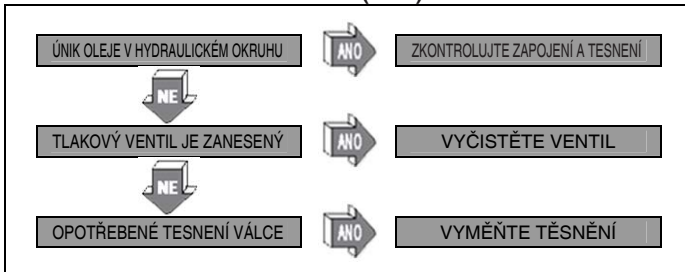 ÚNIK OLEJE V HYDRAULICKÉM OKRUHU ANO ZKONTROLUJTE ZAPOJENÍ A TESNENÍ
NE
TLAKOVÝ VENTIL JE ZANESENÝ ANO VYČISTĚTE VENTIL
NE
OPOTŘEBENÉ TESNENÍ VÁLCE ANO VYMĚŇTE TĚSNĚNÍ